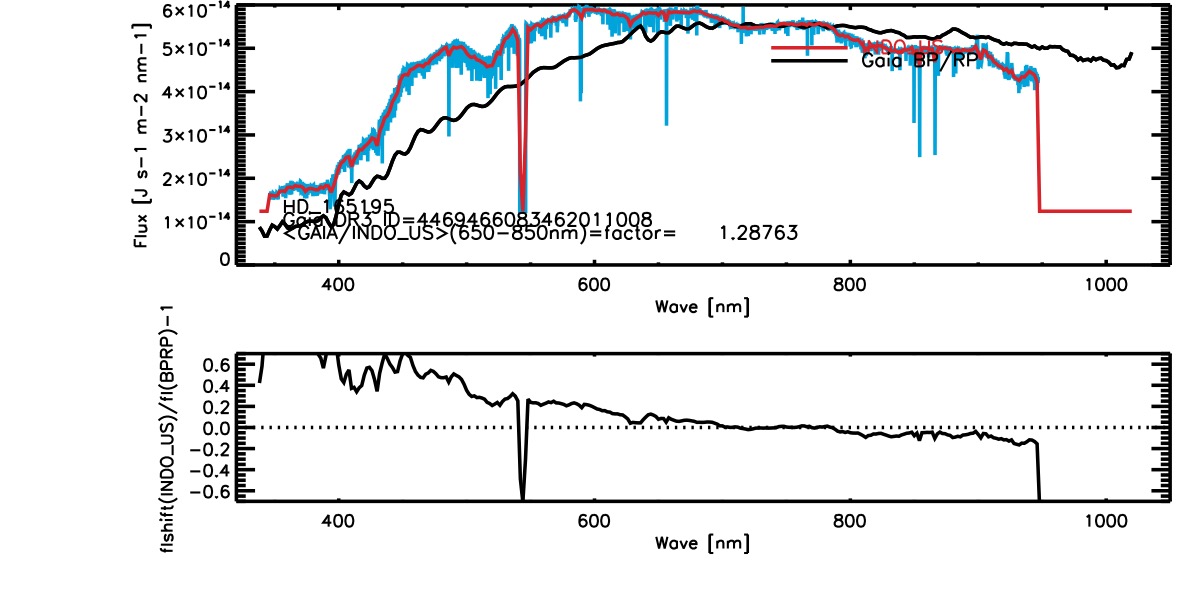 6×10⁻¹⁴
5×10⁻¹⁴
4×10⁻¹⁴
3×10⁻¹⁴
2×10⁻¹⁴
1×10⁻¹⁴
0
Flux [J s−1 m−2 nm−1]
INDO_US
Gaia BP/RP
HD_165195
Gaia DR3 ID=4469466083462011008
<GAIA/INDO_US>(650−850nm)=factor= 1.28763
400 600 800 1000
Wave [nm]
flshift(INDO_US)/fl(BPRP)−1
0.6
0.4
0.2
0.0
−0.2
−0.4
−0.6
400 600 800 1000
Wave [nm]